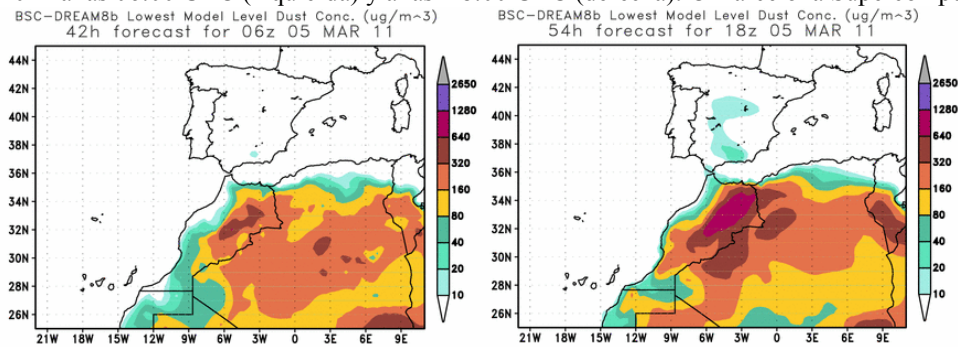 BSC-DREAM8b Lowest Model Level Dust Conc. (ug/m^3)
42h forecast for 06z 05 MAR 11
44N
42N
40N
38N
36N
34N
32N
30N
28N
26N
21W 18W 15W 12W 9W 6W 3W 0 3E 6E 9E
2650
1280
640
320
160
80
40
20
10
BSC-DREAM8b Lowest Model Level Dust Conc. (ug/m^3)
54h forecast for 18z 05 MAR 11
44N
42N
40N
38N
36N
34N
32N
30N
28N
26N
21W 18W 15W 12W 9W 6W 3W 0 3E 6E 9E
2650
1280
640
320
160
80
40
20
10